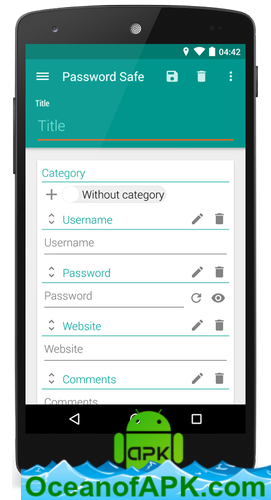 04:42
Password Safe
Title
Title
Category
Without category
Username
Username
Password
Password
Website
Website
Comments
Comments
apk
OceanofAPK.com